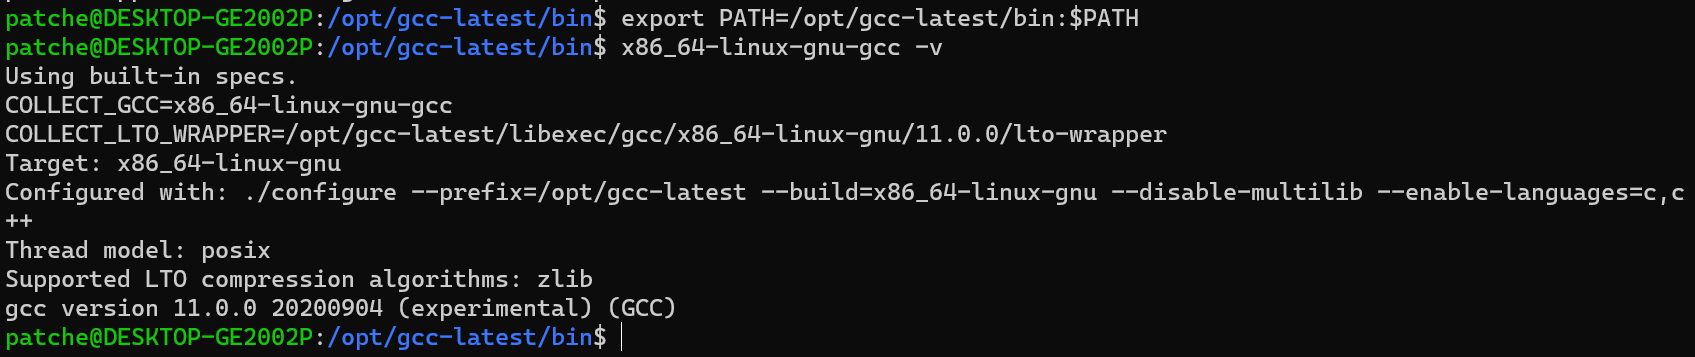 patche@DESKTOP-GE2002P:/opt/gcc-latest/bin$ export PATH=/opt/gcc-latest/bin:$PATH
patche@DESKTOP-GE2002P:/opt/gcc-latest/bin$ x86_64-linux-gnu-gcc -v
Using built-in specs.
COLLECT_GCC=x86_64-linux-gnu-gcc
COLLECT_LTO_WRAPPER=/opt/gcc-latest/libexec/gcc/x86_64-linux-gnu/11.0.0/lto-wrapper
Target: x86_64-linux-gnu
Configured with: ./configure --prefix=/opt/gcc-latest --build=x86_64-linux-gnu --disable-multilib --enable-languages=c,c
++
Thread model: posix
Supported LTO compression algorithms: zlib
gcc version 11.0.0 20200904 (experimental) (GCC)
patche@DESKTOP-GE2002P:/opt/gcc-latest/bin$